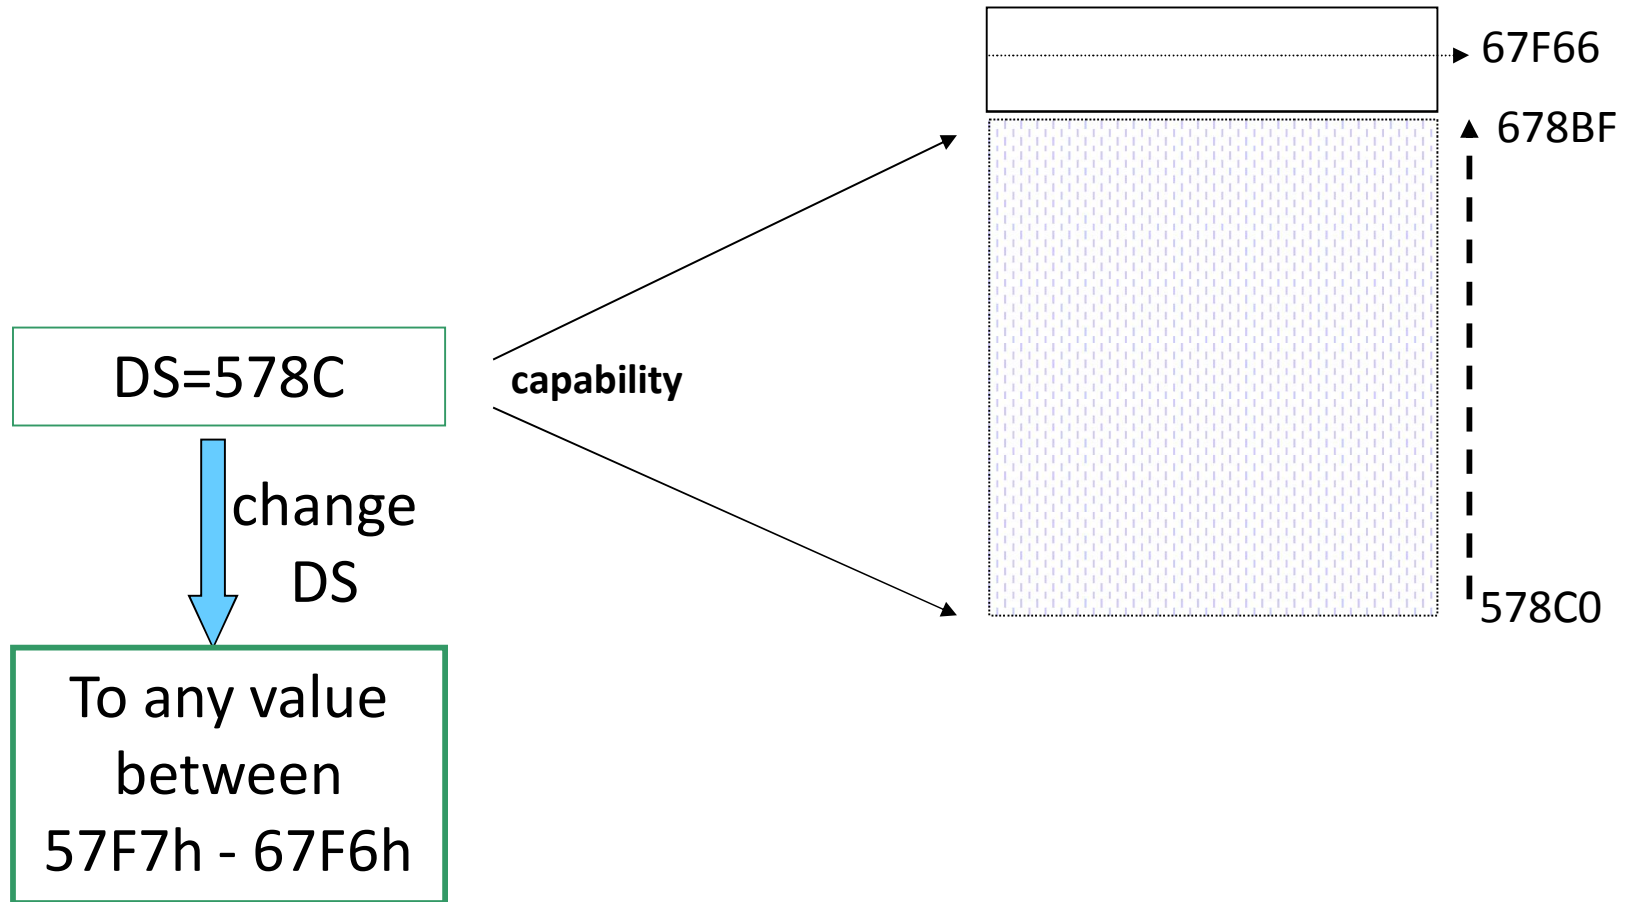 DS=578C
change
DS
To any value
between
57F7h - 67F6h
capability
67F66
678BF
578C0